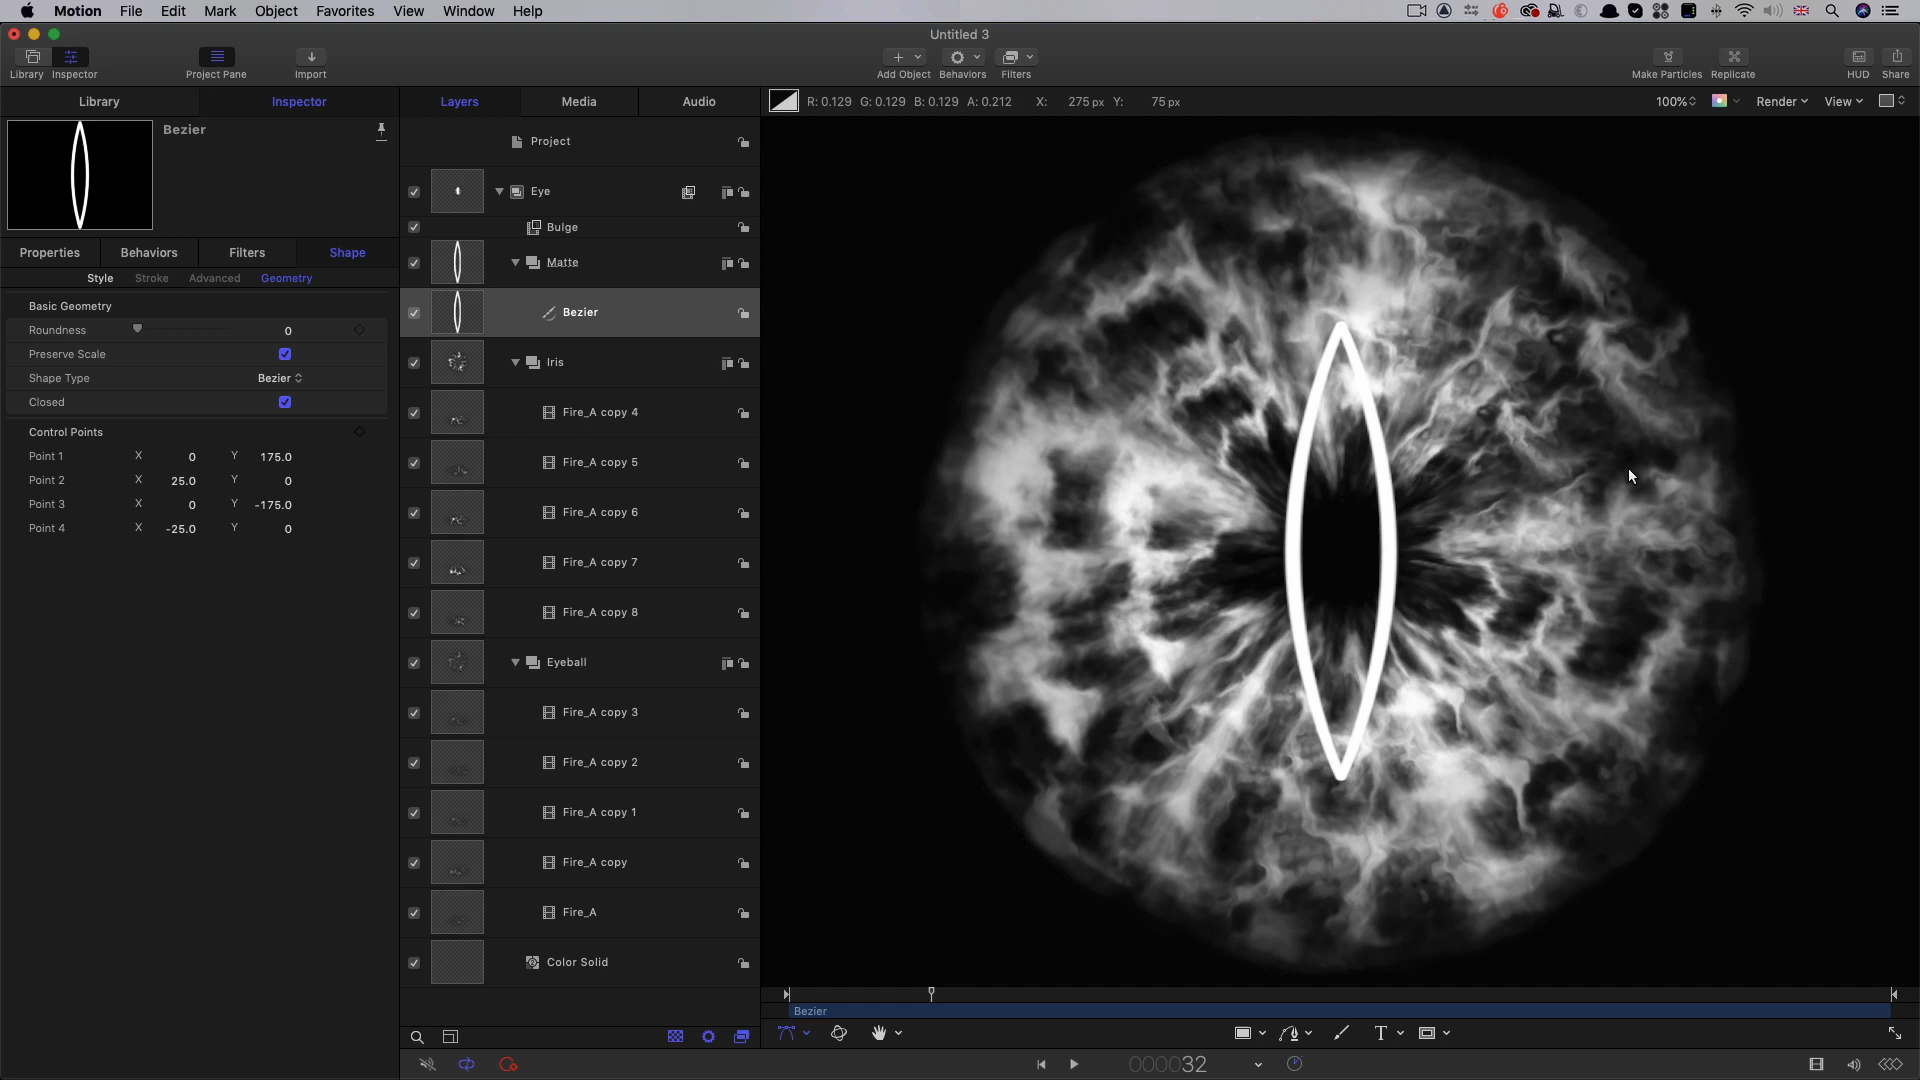 Motion File Edit Mark Object Favorites View Window Help
Untitled 3
Library Inspector Project Pane Import Add Object Behaviors Filters Make Particles Replicate HUD Share
Library Inspector Layers Media Audio R: 0.129 G: 0.129 B: 0.129 A: 0.212 X: 275 px Y: 75 px 100% Render View
Bezier
Project
Eye
Bulge
Properties Behaviors Filters Shape
Matte
Style Stroke Advanced Geometry
Basic Geometry
Bezier
Roundness 0
Preserve Scale
Iris
Shape Type Bezier
Closed
Fire_A copy 4
Control Points
Point 1 X 0 Y 175.0
Fire_A copy 5
Point 2 X 25.0 Y 0
Point 3 X 0 Y -175.0
Fire_A copy 6
Point 4 X -25.0 Y 0
Fire_A copy 7
Fire_A copy 8
Eyeball
Fire_A copy 3
Fire_A copy 2
Fire_A copy 1
Fire_A copy
Fire_A
Color Solid
Bezier
T
000032